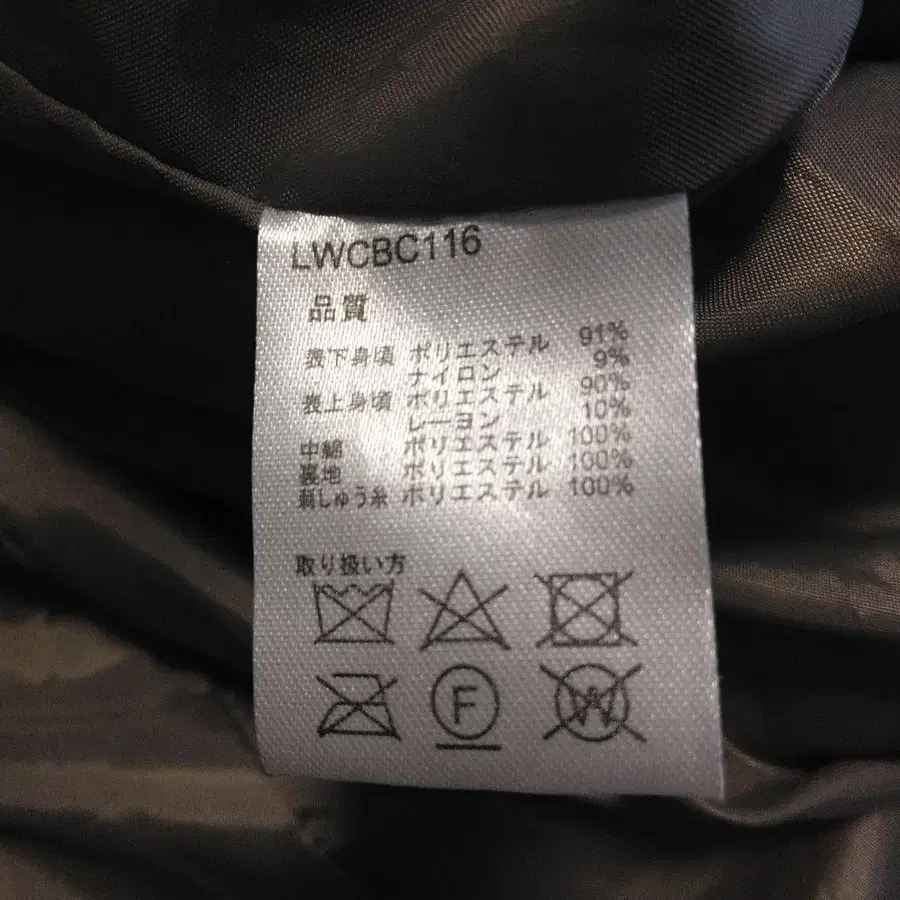 LWCBC116
品質
表下身頃 ポリエステル 91%
ナイロン 9%
表上身頃 ポリエステル 90%
レーヨン 10%
中綿 ポリエステル 100%
裏地 ポリエステル 100%
刺しゅう糸 ポリエステル 100%
取り扱い方
F W